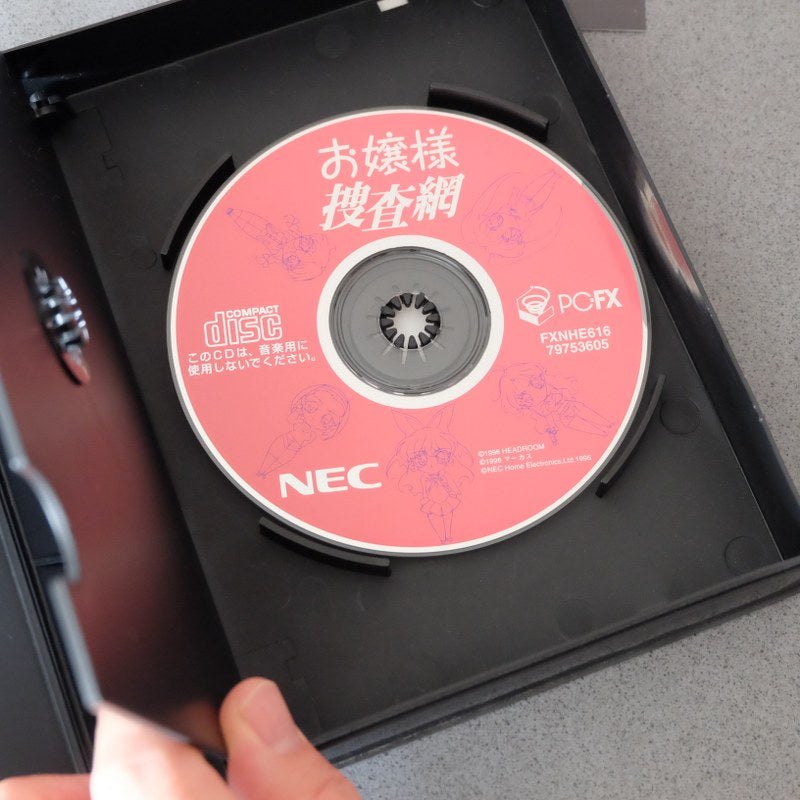 お嬢様
捜査網
COMPACT
disc
このCDは、音楽用に
使用しないでください。
PC-FX
FXNHE616
79753605
NEC
©1996 HEADROOM
©1996 マーカス
©NEC Home Electronics,Ltd.1996